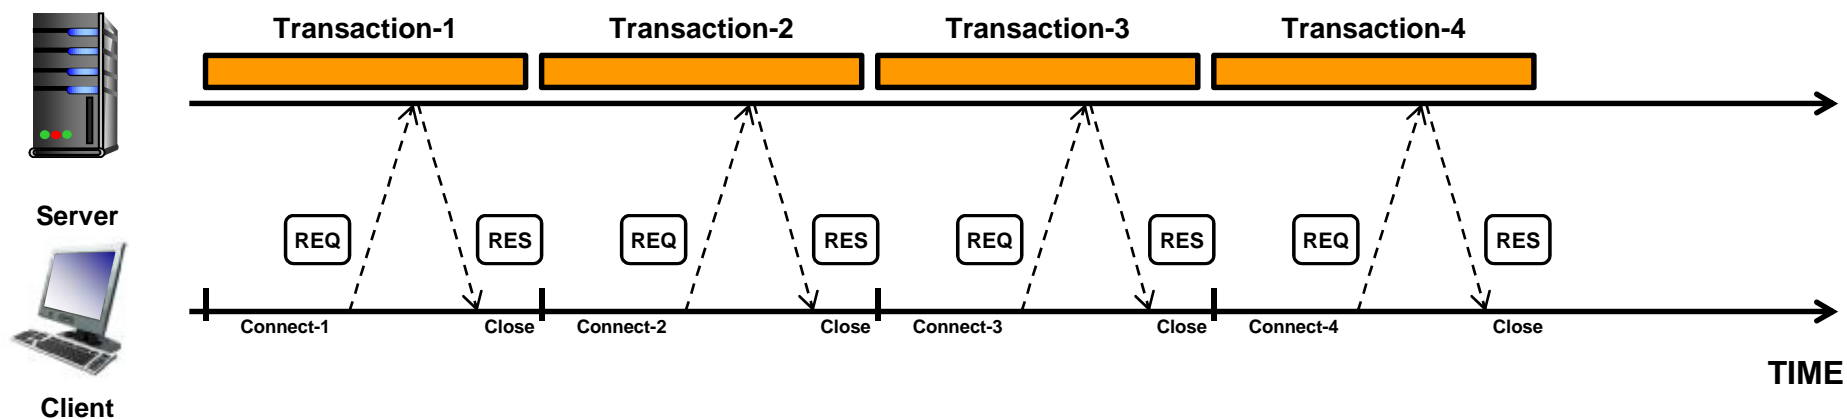 Transaction-1 Transaction-2 Transaction-3 Transaction-4
Server
REQ RES REQ RES REQ RES REQ RES
Connect-1 Close Connect-2 Close Connect-3 Close Connect-4 Close
TIME
Client